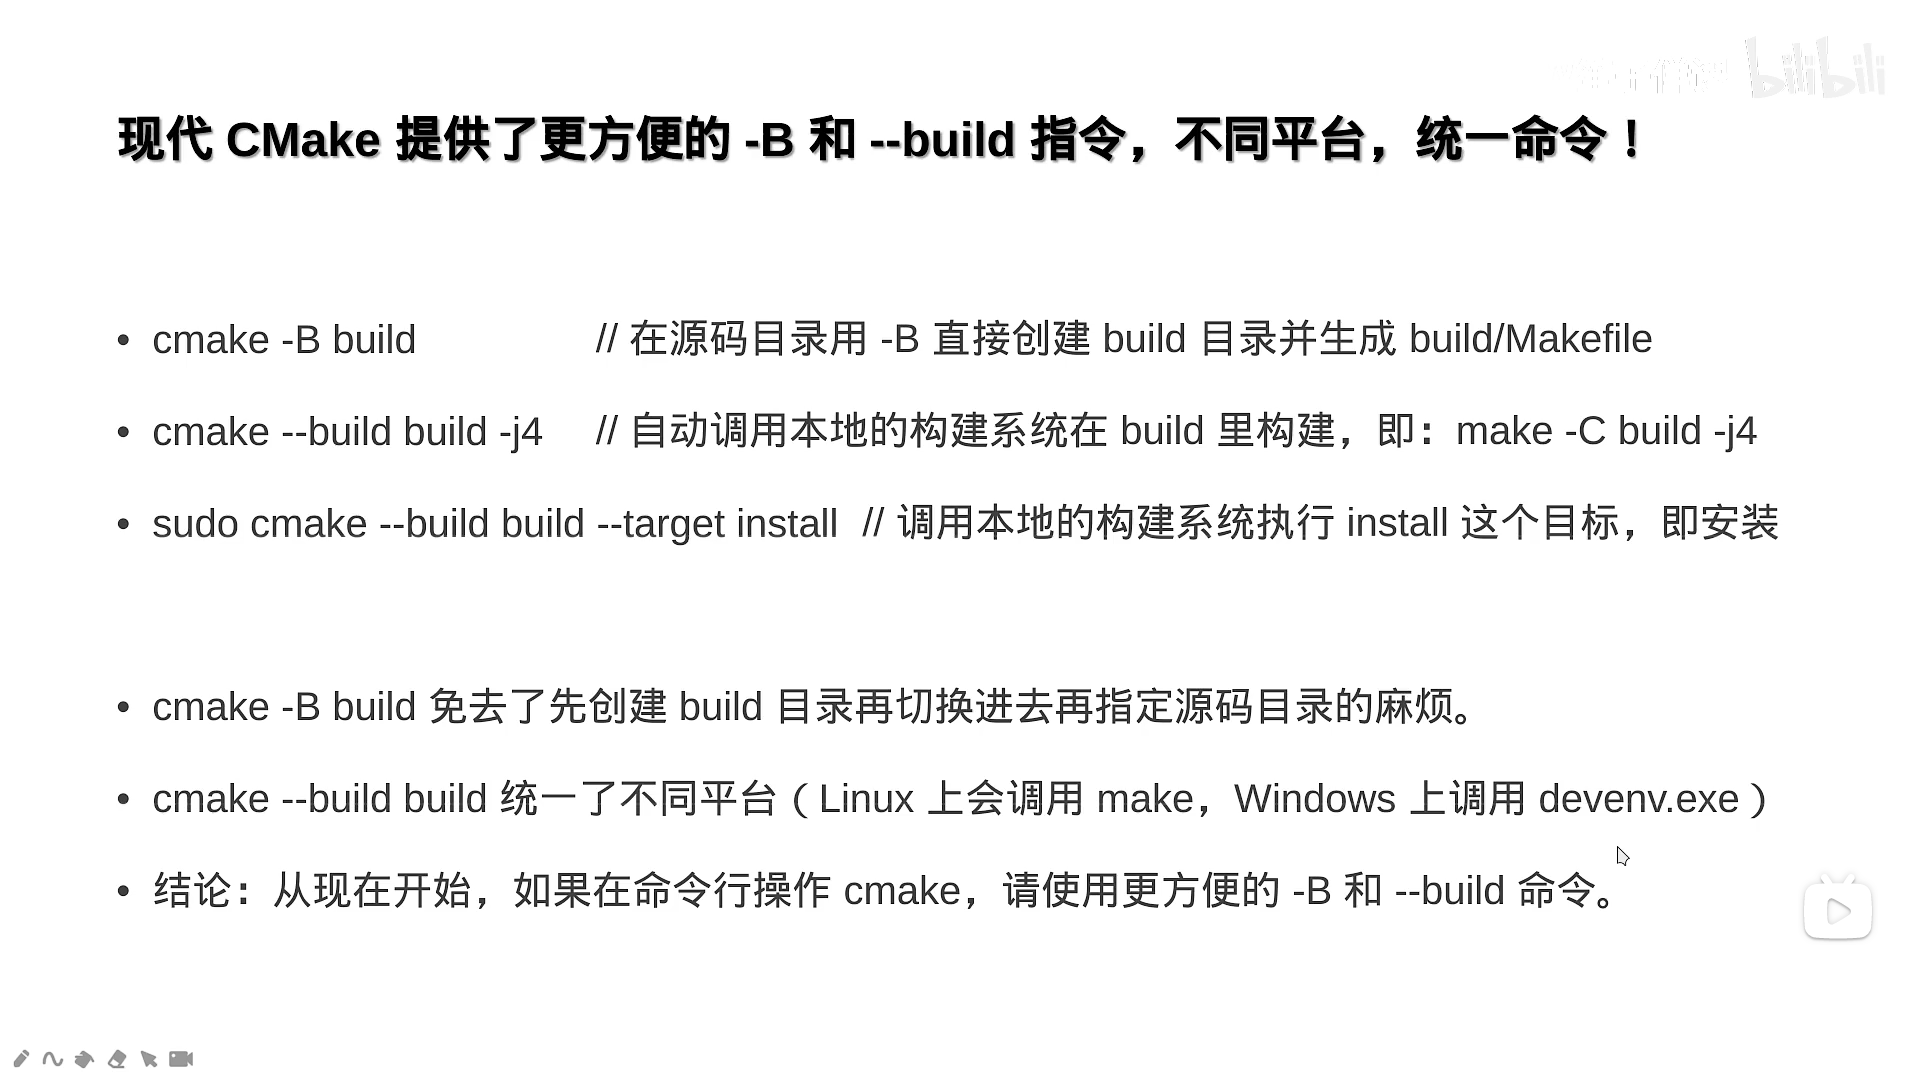 bilibili
现代 CMake 提供了更方便的 -B 和 --build 指令，不同平台，统一命令！
• cmake -B build // 在源码目录用 -B 直接创建 build 目录并生成 build/Makefile
• cmake --build build -j4 // 自动调用本地的构建系统在 build 里构建，即：make -C build -j4
• sudo cmake --build build --target install // 调用本地的构建系统执行 install 这个目标，即安装
• cmake -B build 免去了先创建 build 目录再切换进去再指定源码目录的麻烦。
• cmake --build build 统一了不同平台（Linux 上会调用 make，Windows 上调用 devenv.exe）
• 结论：从现在开始，如果在命令行操作 cmake，请使用更方便的 -B 和 --build 命令。